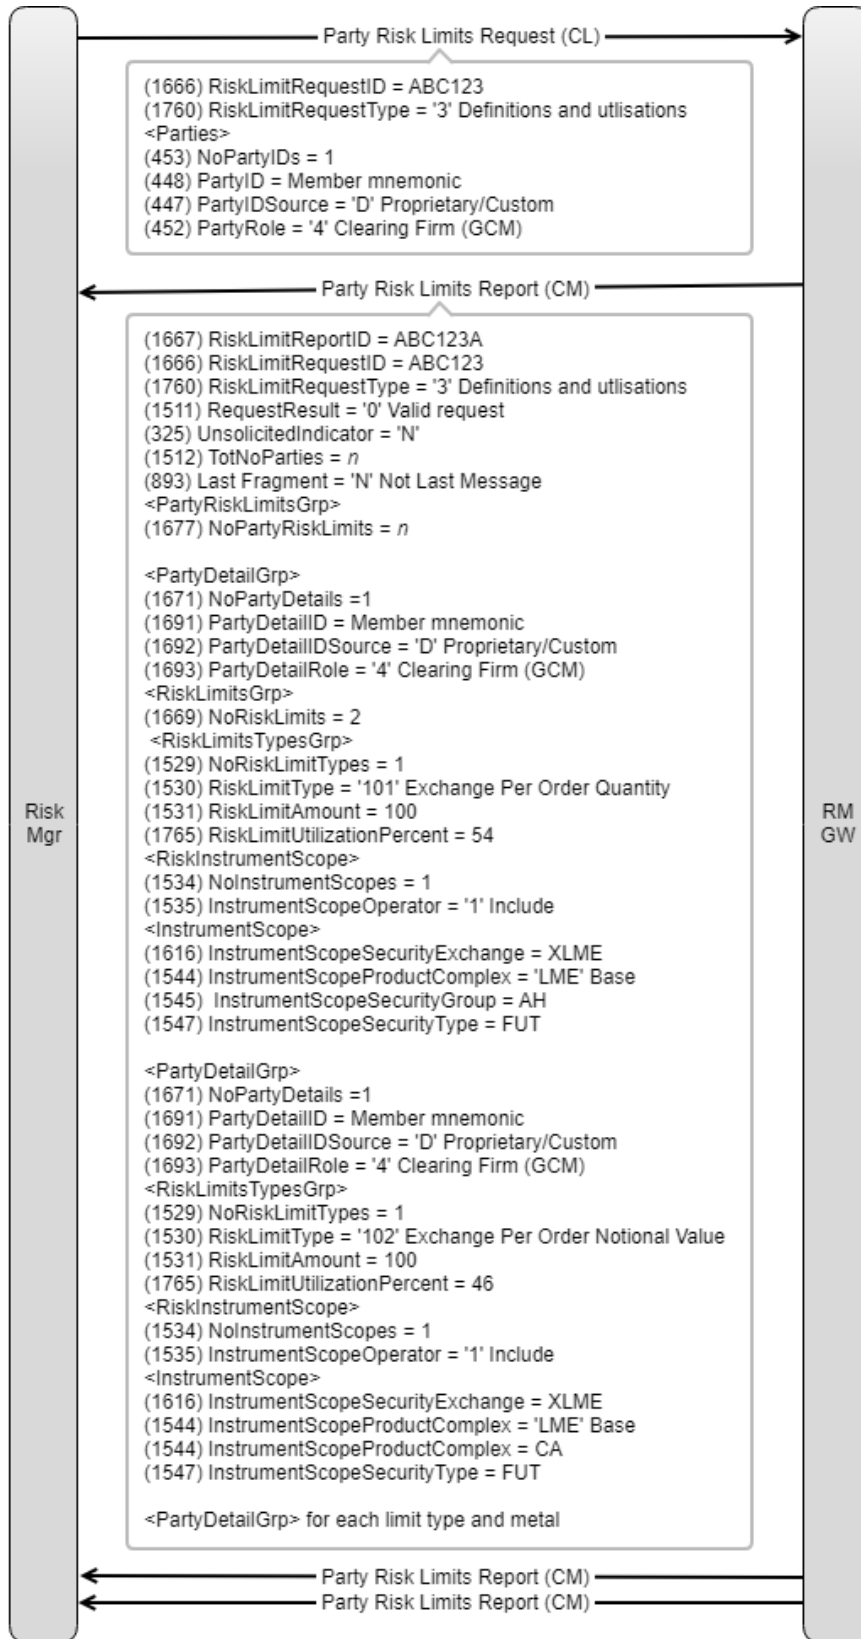 Party Risk Limits Request (CL)
(1666) RiskLimitRequestID = ABC123
(1760) RiskLimitRequestType = '3' Definitions and utlisations
<Parties>
(453) NoPartyIDs = 1
(448) PartyID = Member mnemonic
(447) PartyIDSource = 'D' Proprietary/Custom
(452) PartyRole = '4' Clearing Firm (GCM)
Party Risk Limits Report (CM)
(1667) RiskLimitReportID = ABC123A
(1666) RiskLimitRequestID = ABC123
(1760) RiskLimitRequestType = '3' Definitions and utlisations
(1511) RequestResult = '0' Valid request
(325) UnsolicitedIndicator = 'N'
(1512) TotNoParties = n
(893) Last Fragment = 'N' Not Last Message
<PartyRiskLimitsGrp>
(1677) NoPartyRiskLimits = n
<PartyDetailGrp>
(1671) NoPartyDetails =1
(1691) PartyDetailID = Member mnemonic
(1692) PartyDetailIDSource = 'D' Proprietary/Custom
(1693) PartyDetailRole = '4' Clearing Firm (GCM)
<RiskLimitsGrp>
(1669) NoRiskLimits = 2
<RiskLimitsTypesGrp>
(1529) NoRiskLimitTypes = 1
(1530) RiskLimitType = '101' Exchange Per Order Quantity
(1531) RiskLimitAmount = 100
(1765) RiskLimitUtilizationPercent = 54
<RiskInstrumentScope>
(1534) NoInstrumentScopes = 1
(1535) InstrumentScopeOperator = '1' Include
<InstrumentScope>
(1616) InstrumentScopeSecurityExchange = XLME
(1544) InstrumentScopeProductComplex = 'LME' Base
(1545)  InstrumentScopeSecurityGroup = AH
(1547) InstrumentScopeSecurityType = FUT
<PartyDetailGrp>
(1671) NoPartyDetails =1
(1691) PartyDetailID = Member mnemonic
(1692) PartyDetailIDSource = 'D' Proprietary/Custom
(1693) PartyDetailRole = '4' Clearing Firm (GCM)
<RiskLimitsTypesGrp>
(1529) NoRiskLimitTypes = 1
(1530) RiskLimitType = '102' Exchange Per Order Notional Value
(1531) RiskLimitAmount = 100
(1765) RiskLimitUtilizationPercent = 46
<RiskInstrumentScope>
(1534) NoInstrumentScopes = 1
(1535) InstrumentScopeOperator = '1' Include
<InstrumentScope>
(1616) InstrumentScopeSecurityExchange = XLME
(1544) InstrumentScopeProductComplex = 'LME' Base
(1544) InstrumentScopeProductComplex = CA
(1547) InstrumentScopeSecurityType = FUT
<PartyDetailGrp> for each limit type and metal
Party Risk Limits Report (CM)
Party Risk Limits Report (CM)
Risk
Mgr
RM
GW